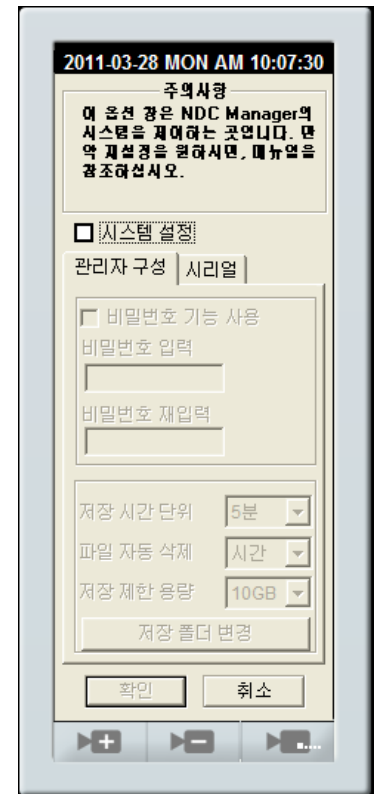 2011-03-28 MON AM 10:07:30
주의사항
이 옵션 창은 NDC Manager의
시스템을 제어하는 곳입니다. 만
약 재설정을 원하시면, 매뉴얼을
참조하십시오.
시스템 설정
관리자 구성 시리얼
비밀번호 기능 사용
비밀번호 입력
비밀번호 재입력
저장 시간 단위 5분
파일 자동 삭제 시간
저장 제한 용량 10GB
저장 폴더 변경
확인 취소